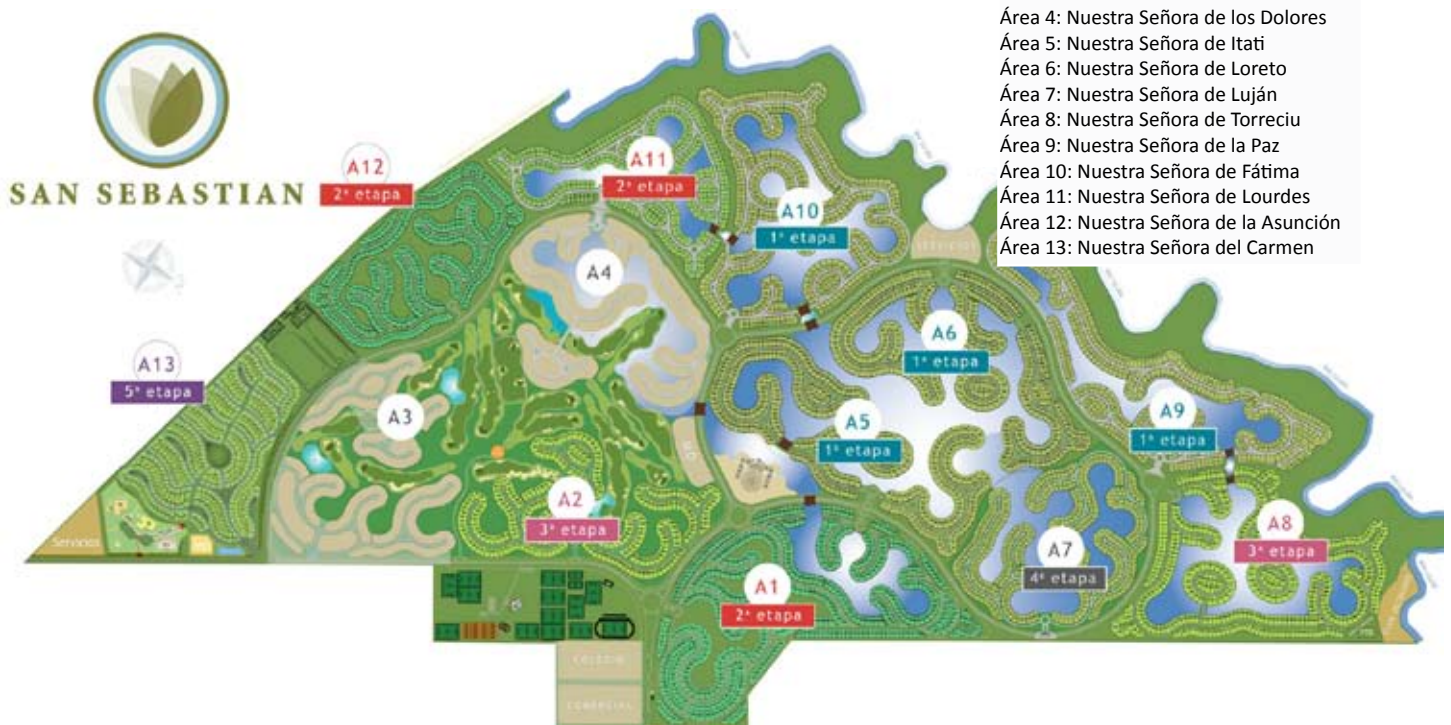 Área 4: Nuestra Señora de los Dolores
Área 5: Nuestra Señora de Itatí
Área 6: Nuestra Señora de Loreto
Área 7: Nuestra Señora de Luján
Área 8: Nuestra Señora de Torreciu
Área 9: Nuestra Señora de la Paz
Área 10: Nuestra Señora de Fátima
Área 11: Nuestra Señora de Lourdes
Área 12: Nuestra Señora de la Asunción
Área 13: Nuestra Señora del Carmen
SAN SEBASTIAN
A12
2ª etapa
A11
2ª etapa
A10
1ª etapa
SERVICIOS
A4
A6
1ª etapa
A13
5ª etapa
A3
A5
1ª etapa
A9
1ª etapa
A2
3ª etapa
A8
3ª etapa
A7
4ª etapa
Servicios
A1
2ª etapa
COLEGIO
COMERCIAL